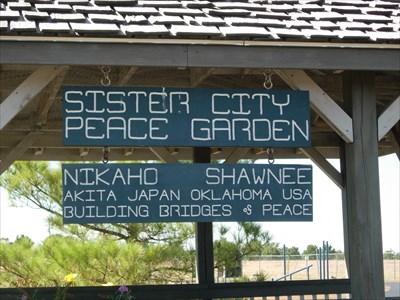 SISTER CITY
PEACE GARDEN
NIKAHO SHAWNEE
AKITA JAPAN OKLAHOMA USA
BUILDING BRIDGES & PEACE